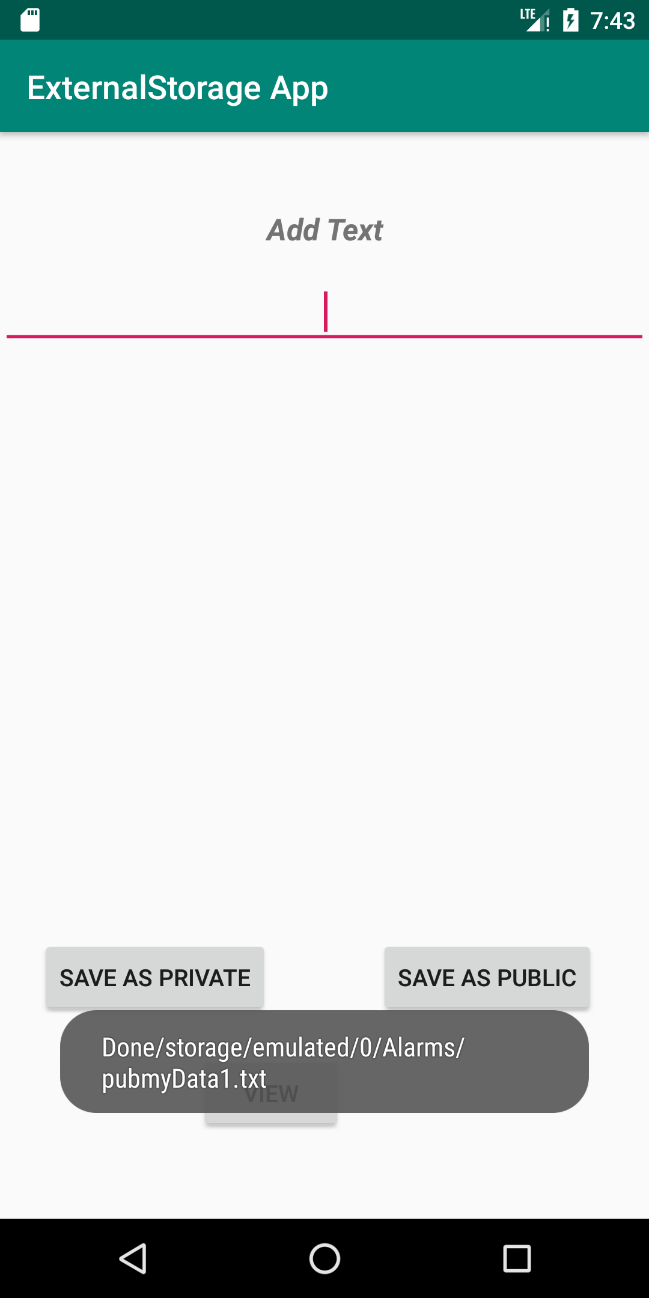 LTE 7:43
ExternalStorage App
Add Text
SAVE AS PRIVATE SAVE AS PUBLIC
Done/storage/emulated/0/Alarms/
pubmyData1.txt
VIEW